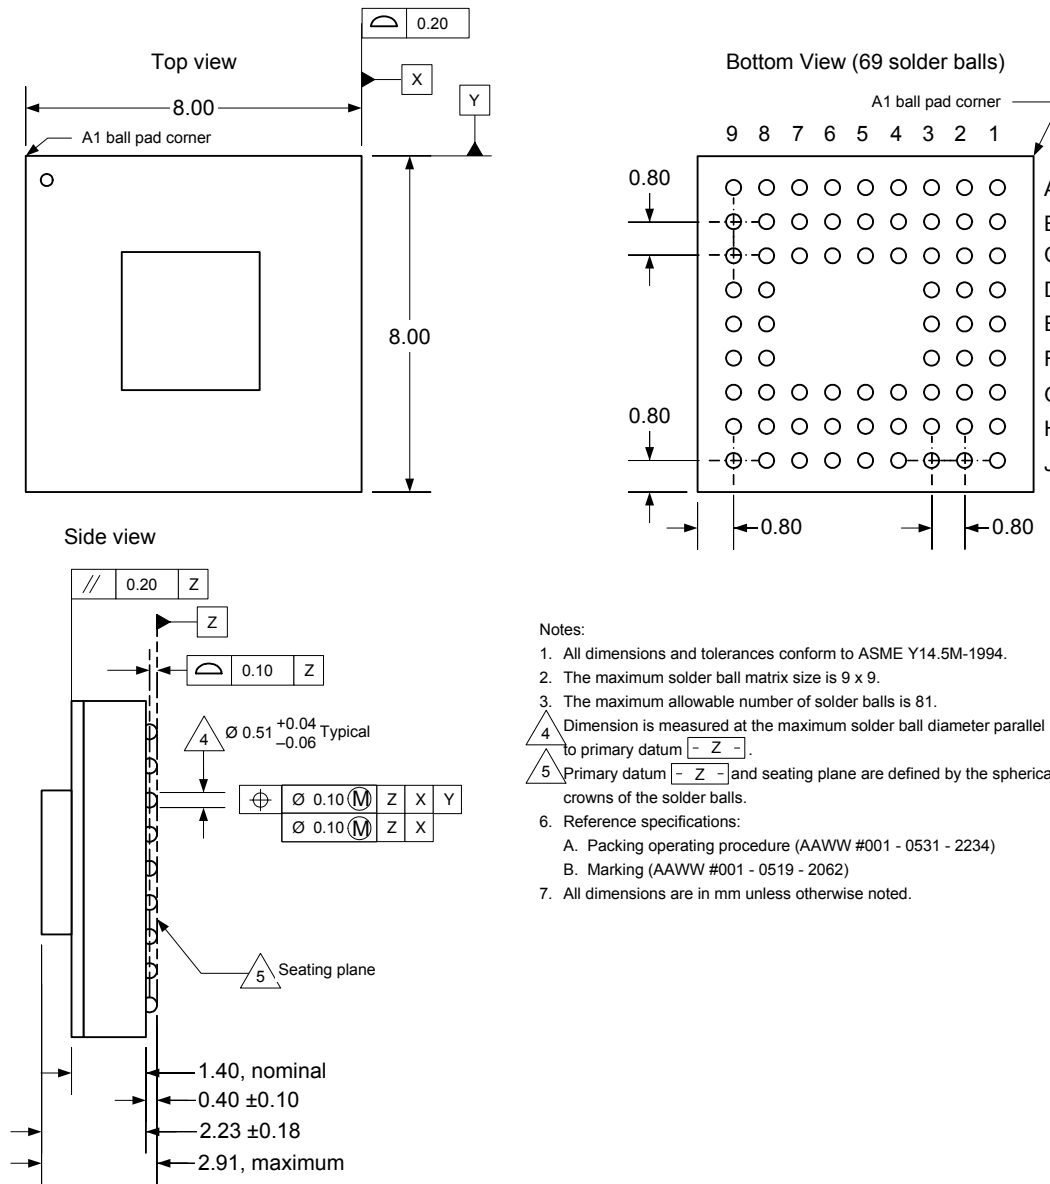 0.20
Top view
X
8.00
Y
A1 ball pad corner
8.00
Bottom View (69 solder balls)
A1 ball pad corner
9 8 7 6 5 4 3 2 1
0.80
A
B
C
D
E
F
G
H
J
0.80
0.80
0.80
Side view
// 0.20 Z
Z
0.10 Z
4 Ø 0.51 +0.04 –0.06 Typical
Ø 0.10 Ⓜ Z X Y
Ø 0.10 Ⓜ Z X
5 Seating plane
1.40, nominal
0.40 ±0.10
2.23 ±0.18
2.91, maximum
Notes:
1. All dimensions and tolerances conform to ASME Y14.5M-1994.
2. The maximum solder ball matrix size is 9 x 9.
3. The maximum allowable number of solder balls is 81.
4 Dimension is measured at the maximum solder ball diameter parallel
to primary datum - Z - .
5 Primary datum - Z - and seating plane are defined by the spherica
crowns of the solder balls.
6. Reference specifications:
A. Packing operating procedure (AAWW #001 - 0531 - 2234)
B. Marking (AAWW #001 - 0519 - 2062)
7. All dimensions are in mm unless otherwise noted.